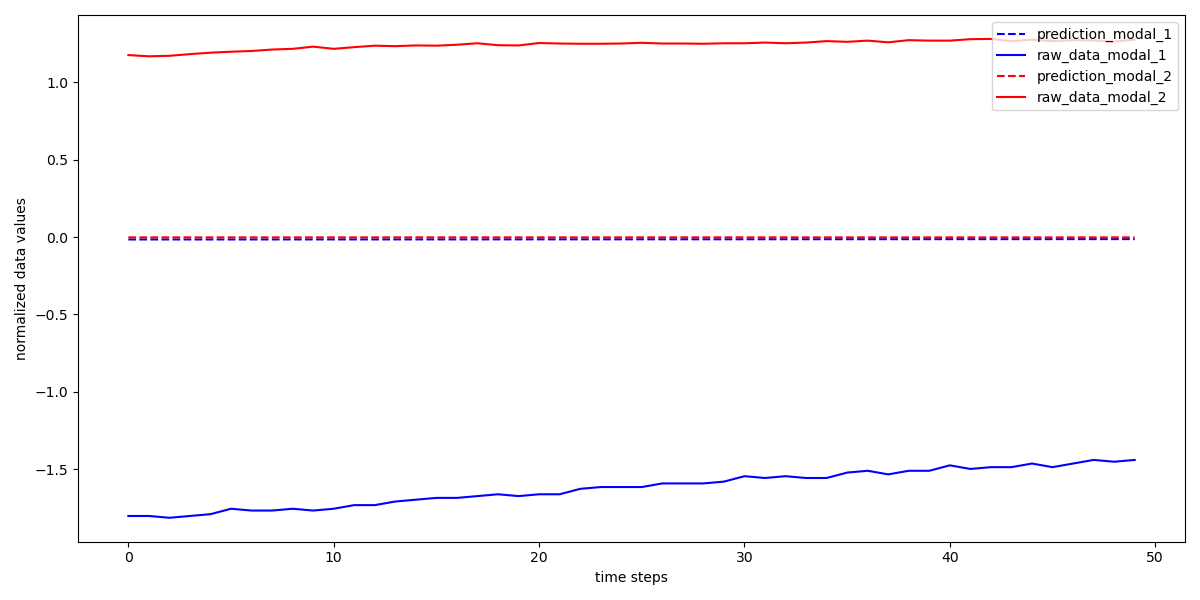 prediction_modal_1
raw_data_modal_1
prediction_modal_2
raw_data_modal_2
1.0
0.5
0.0
−0.5
−1.0
−1.5
normalized data values
0 10 20 30 40 50
time steps